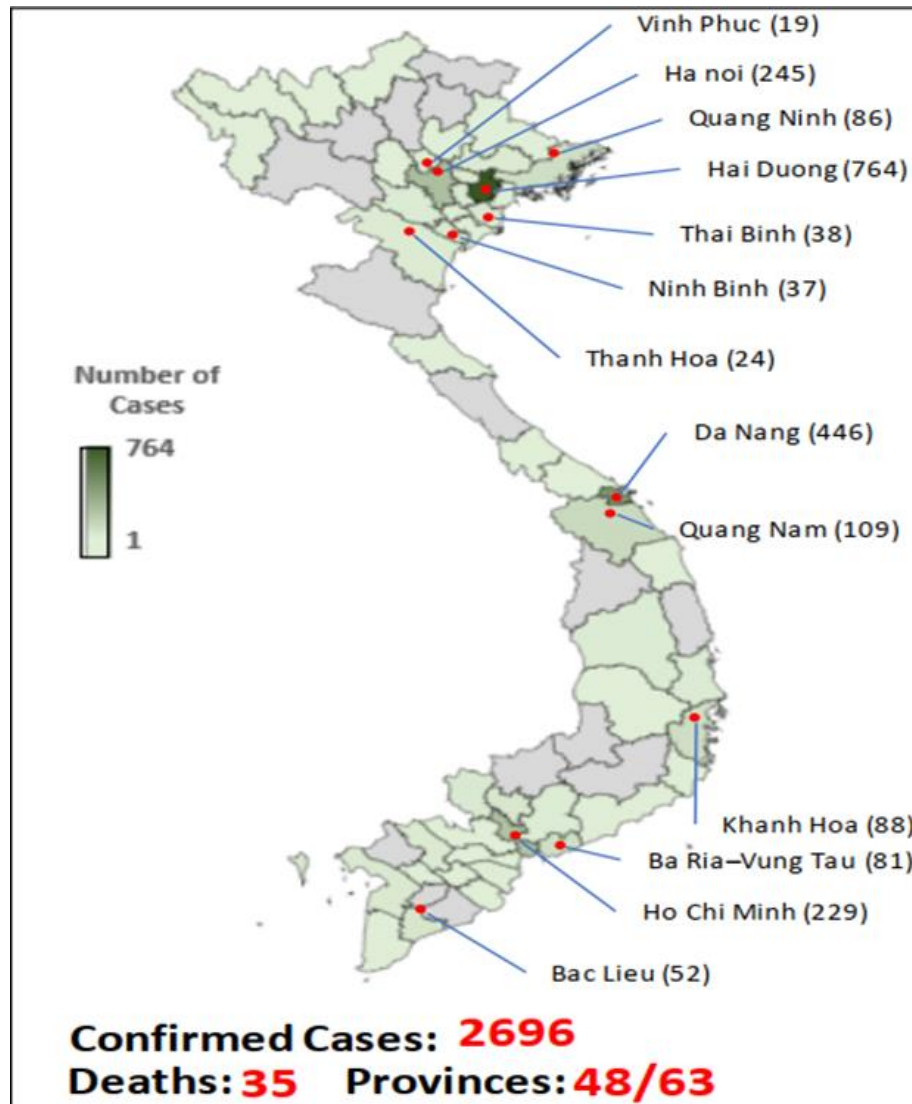 Vinh Phuc (19)
Ha noi (245)
Quang Ninh (86)
Hai Duong (764)
Thai Binh (38)
Ninh Binh (37)
Thanh Hoa (24)
Number of
Cases
764
1
Da Nang (446)
Quang Nam (109)
Khanh Hoa (88)
Ba Ria–Vung Tau (81)
Ho Chi Minh (229)
Bac Lieu (52)
Confirmed Cases: 2696
Deaths: 35 Provinces: 48/63